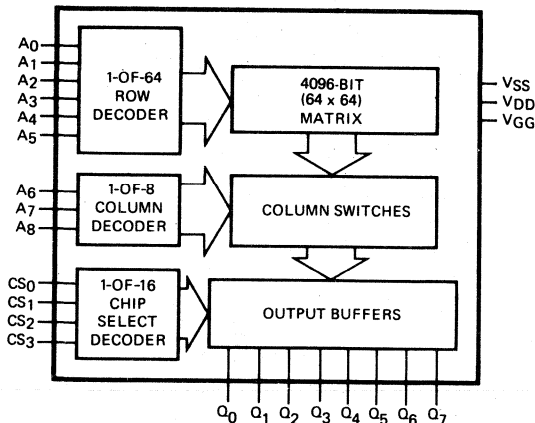 A0
A1
A2
A3
A4
A5
1-OF-64
ROW
DECODER
4096-BIT
(64 x 64)
MATRIX
VSS
VDD
VGG
A6
A7
A8
1-OF-8
COLUMN
DECODER
COLUMN SWITCHES
CS0
CS1
CS2
CS3
1-OF-16
CHIP
SELECT
DECODER
OUTPUT BUFFERS
Q0 Q1 Q2 Q3 Q4 Q5 Q6 Q7